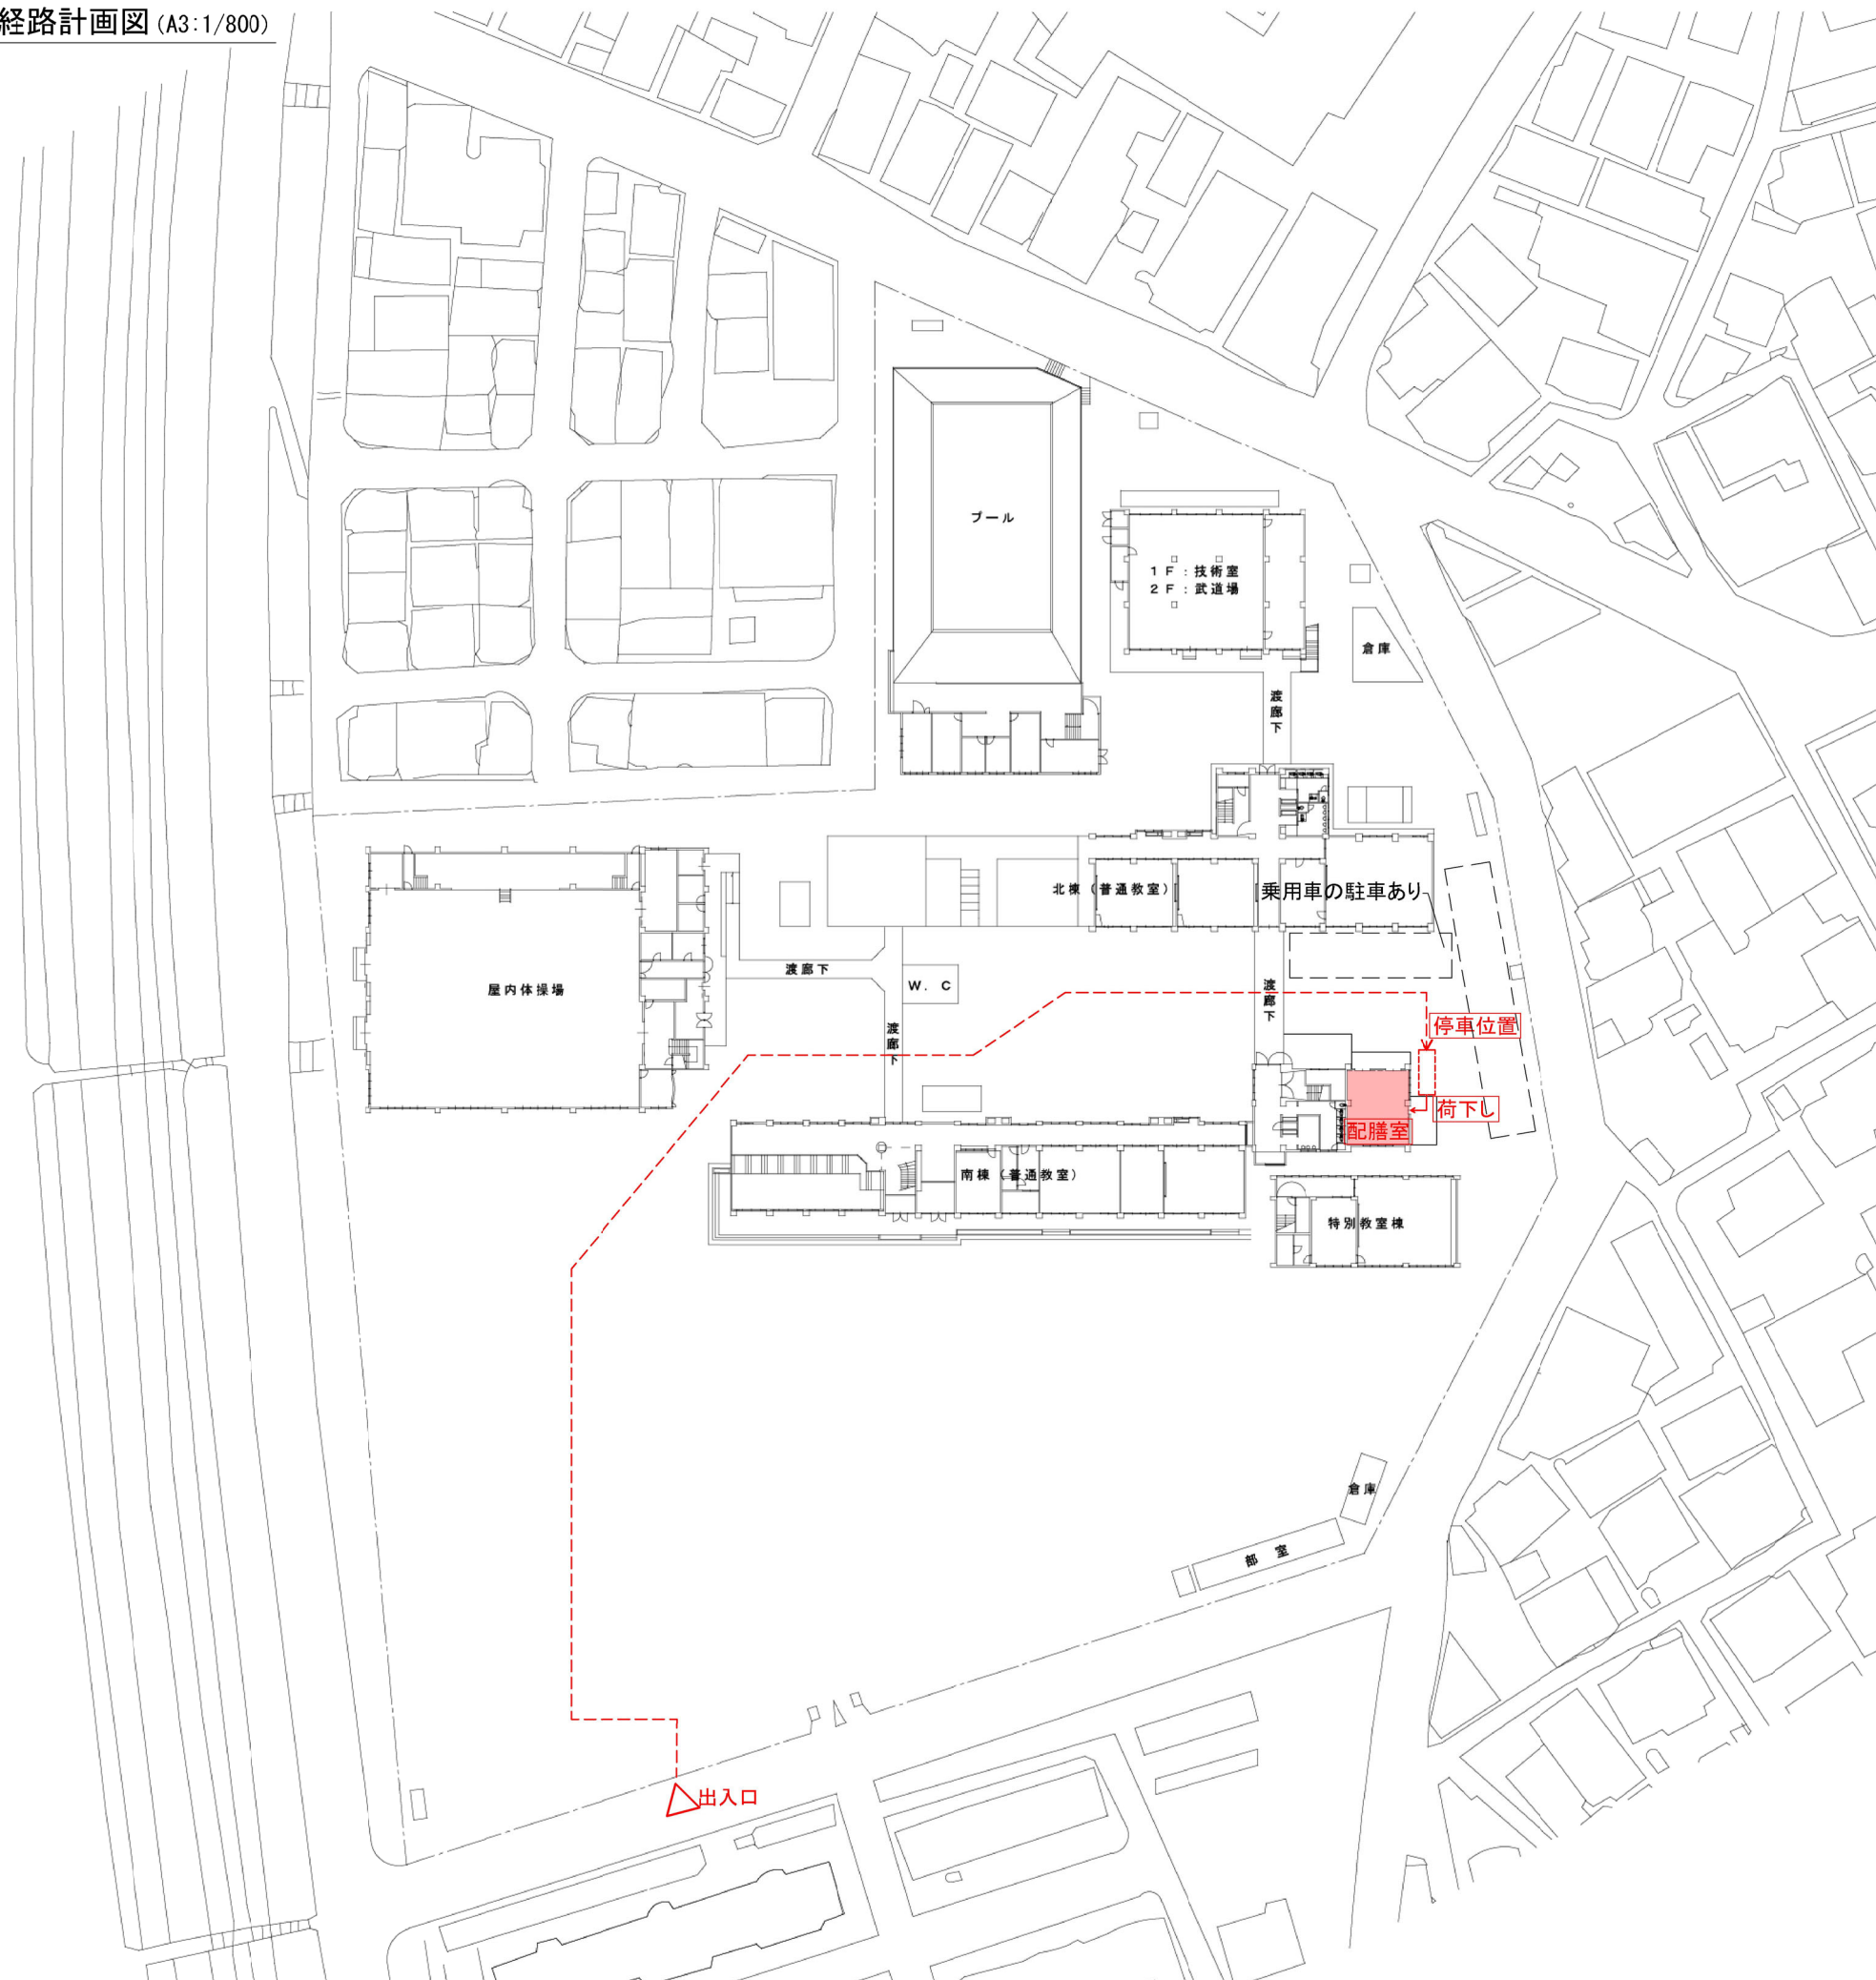 経路計画図(A3:1/800)
プール
1F:技術室
2F:武道場
倉庫
渡廊下
北棟(普通教室)
乗用車の駐車あり
渡廊下
屋内体操場
W.C
渡廊下
渡廊下
停車位置
荷下し
配膳室
南棟(普通教室)
特別教室棟
倉庫
部室
出入口